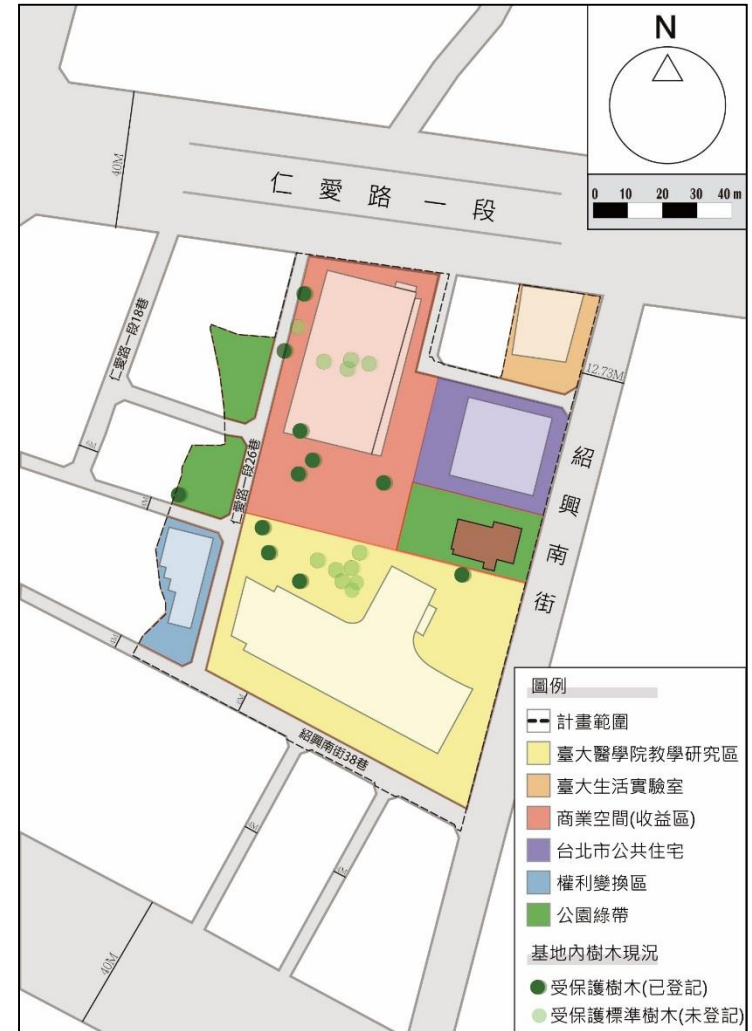 N
0 10 20 30 40 m
40M
仁愛路一段
仁愛路一段18巷
12.73M
紹興南街
仁愛路一段26巷
紹興南街38巷
40M
圖例
計畫範圍
臺大醫學院教學研究區
臺大生活實驗室
商業空間(收益區)
台北市公共住宅
權利變換區
公園綠帶
基地內樹木現況
受保護樹木(已登記)
受保護標準樹木(未登記)